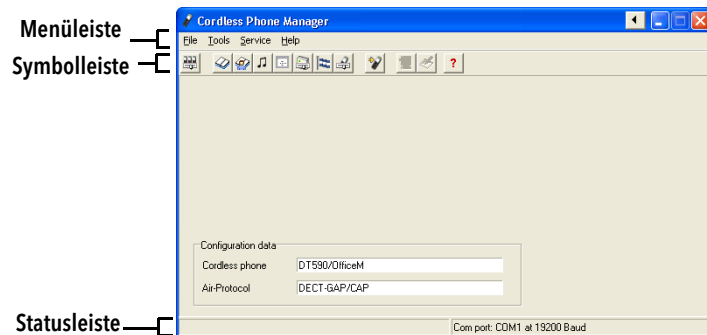 Cordless Phone Manager
Menüleiste
File Tools Service Help
Symbolleiste
?
Configuration data
Cordless phone DT590/OfficeM
Air-Protocol DECT-GAP/CAP
Statusleiste
Com port: COM1 at 19200 Baud